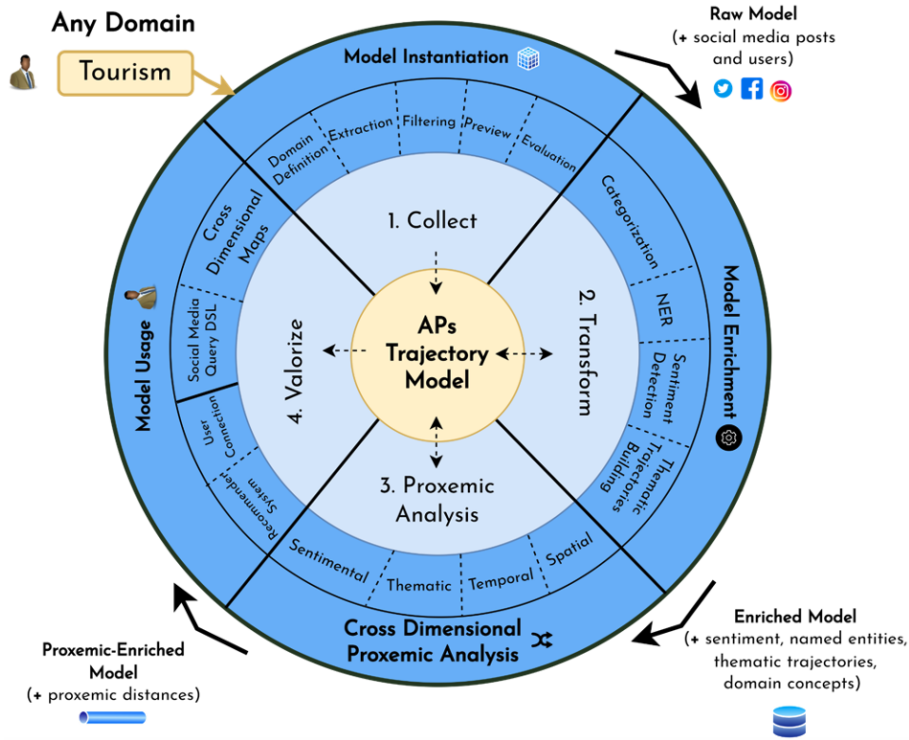 Any Domain
Tourism
Raw Model
(+ social media posts
and users)
Model Instantiation
Domain
Definition
Extraction
Filtering
Preview
Evaluation
1. Collect
Model Enrichment
Categorization
NER
Sentiment
Detection
Thematic
Trajectories
Building
2. Transform
APs
Trajectory
Model
Enriched Model
(+ sentiment, named entities,
thematic trajectories,
domain concepts)
3. Proxemic
Analysis
Sentimental
Thematic
Temporal
Spatial
Cross Dimensional
Proxemic Analysis
Proxemic-Enriched
Model
(+ proxemic distances)
4. Valorize
Model Usage
Cross
Dimensional
Maps
Social Media
Query DSL
User
Connection
Recommender
System